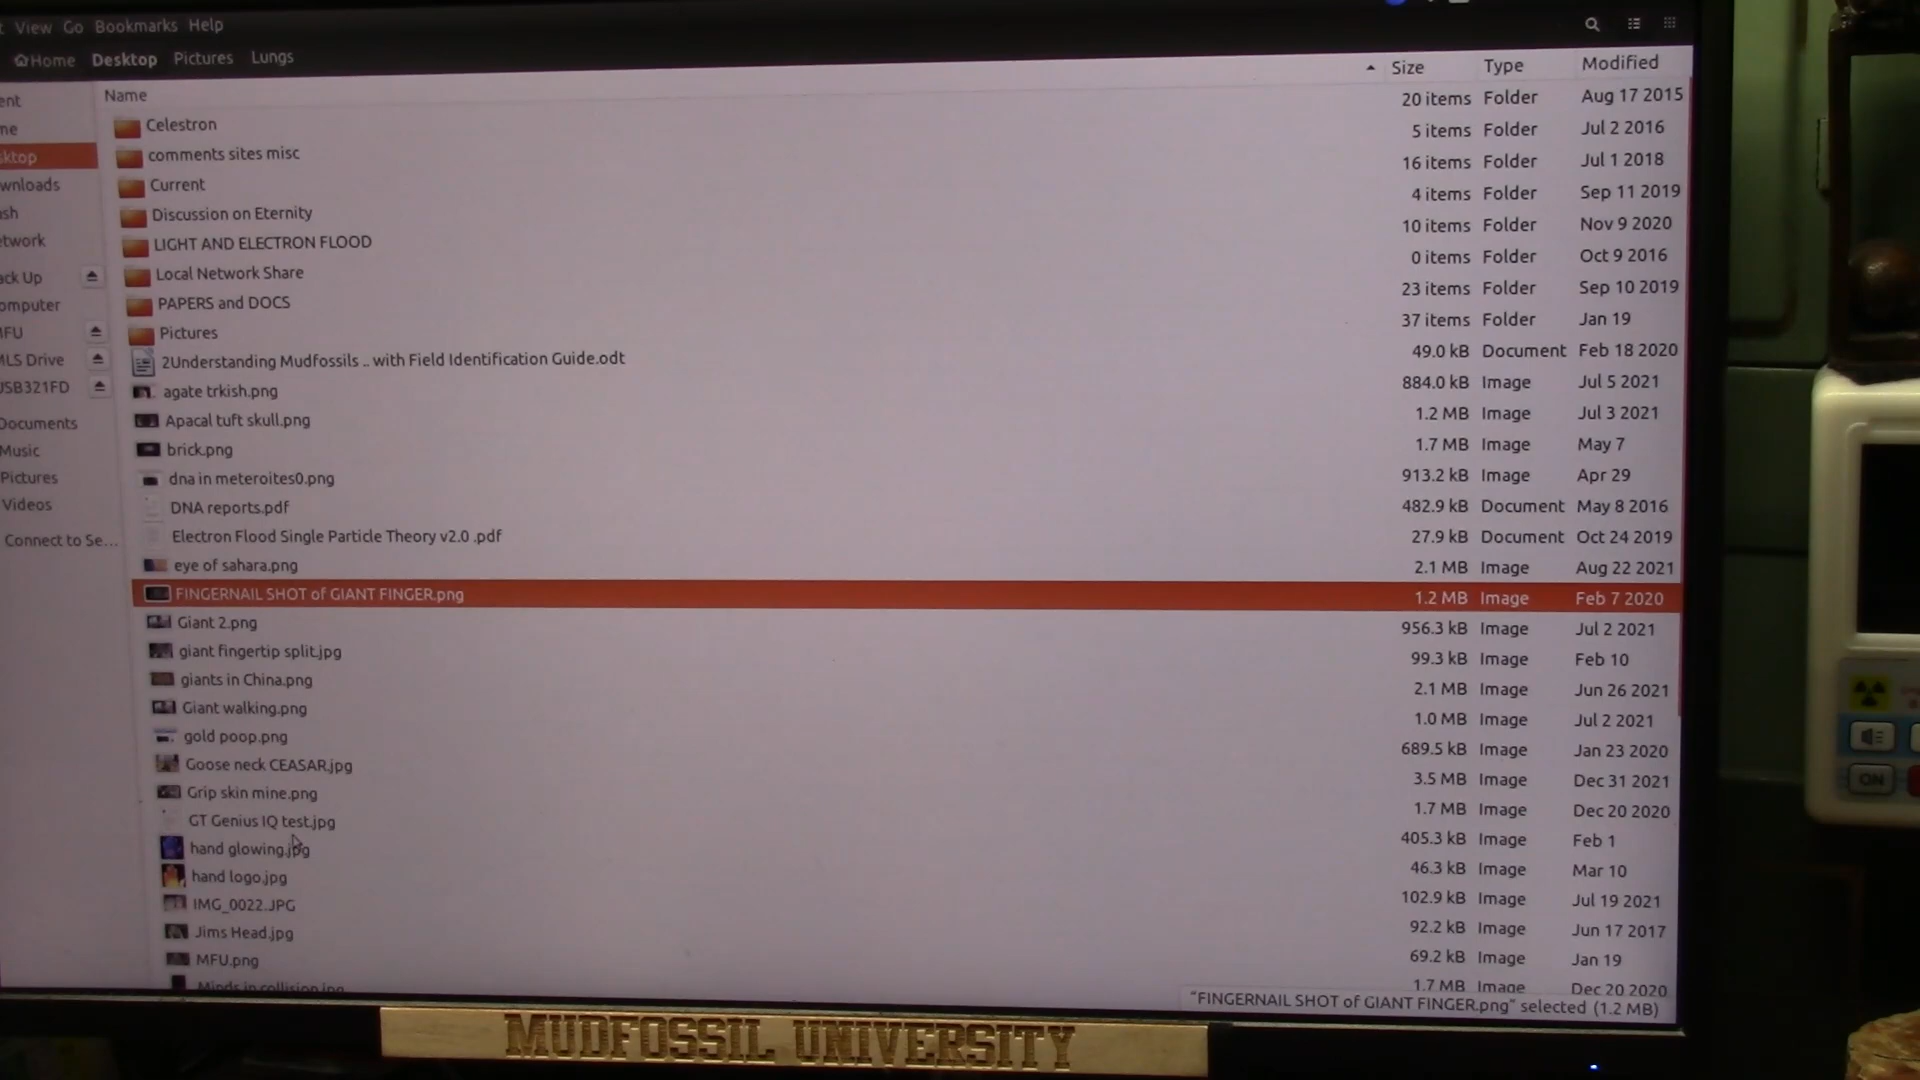 View Go Bookmarks Help
Home Desktop Pictures Lungs
Name Size Type Modified
Celestron 20 items Folder Aug 17 2015
comments sites misc 5 items Folder Jul 2 2016
Current 16 items Folder Jul 1 2018
Discussion on Eternity 4 items Folder Sep 11 2019
LIGHT AND ELECTRON FLOOD 10 items Folder Nov 9 2020
Local Network Share 0 items Folder Oct 9 2016
PAPERS and DOCS 23 items Folder Sep 10 2019
Pictures 37 items Folder Jan 19
2Understanding Mudfossils .. with Field Identification Guide.odt 49.0 kB Document Feb 18 2020
agate trkish.png 884.0 kB Image Jul 5 2021
Apacal tuft skull.png 1.2 MB Image Jul 3 2021
brick.png 1.7 MB Image May 7
dna in meteroites0.png 913.2 kB Image Apr 29
DNA reports.pdf 482.9 kB Document May 8 2016
Electron Flood Single Particle Theory v2.0 .pdf 27.9 kB Document Oct 24 2019
eye of sahara.png 2.1 MB Image Aug 22 2021
FINGERNAIL SHOT of GIANT FINGER.png 1.2 MB Image Feb 7 2020
Giant 2.png 956.3 kB Image Jul 2 2021
giant fingertip split.jpg 99.3 kB Image Feb 10
giants in China.png 2.1 MB Image Jun 26 2021
Giant walking.png 1.0 MB Image Jul 2 2021
gold poop.png 689.5 kB Image Jan 23 2020
Goose neck CEASAR.jpg 3.5 MB Image Dec 31 2021
Grip skin mine.png 1.7 MB Image Dec 20 2020
GT Genius IQ test.jpg 405.3 kB Image Feb 1
hand glowing.jpg 46.3 kB Image Mar 10
hand logo.jpg 102.9 kB Image Jul 19 2021
IMG_0022.JPG 92.2 kB Image Jun 17 2017
Jims Head.jpg 69.2 kB Image Jan 19
MFU.png 1.7 MB Image Dec 20 2020
Minds in collision.jpg
"FINGERNAIL SHOT of GIANT FINGER.png" selected (1.2 MB)
ent
me
sktop
wnloads
sh
etwork
ack Up
omputer
MFU
MLS Drive
USB321FD
Documents
Music
Pictures
Videos
Connect to Se...
ON
MUDFOSSIL UNIVERSITY